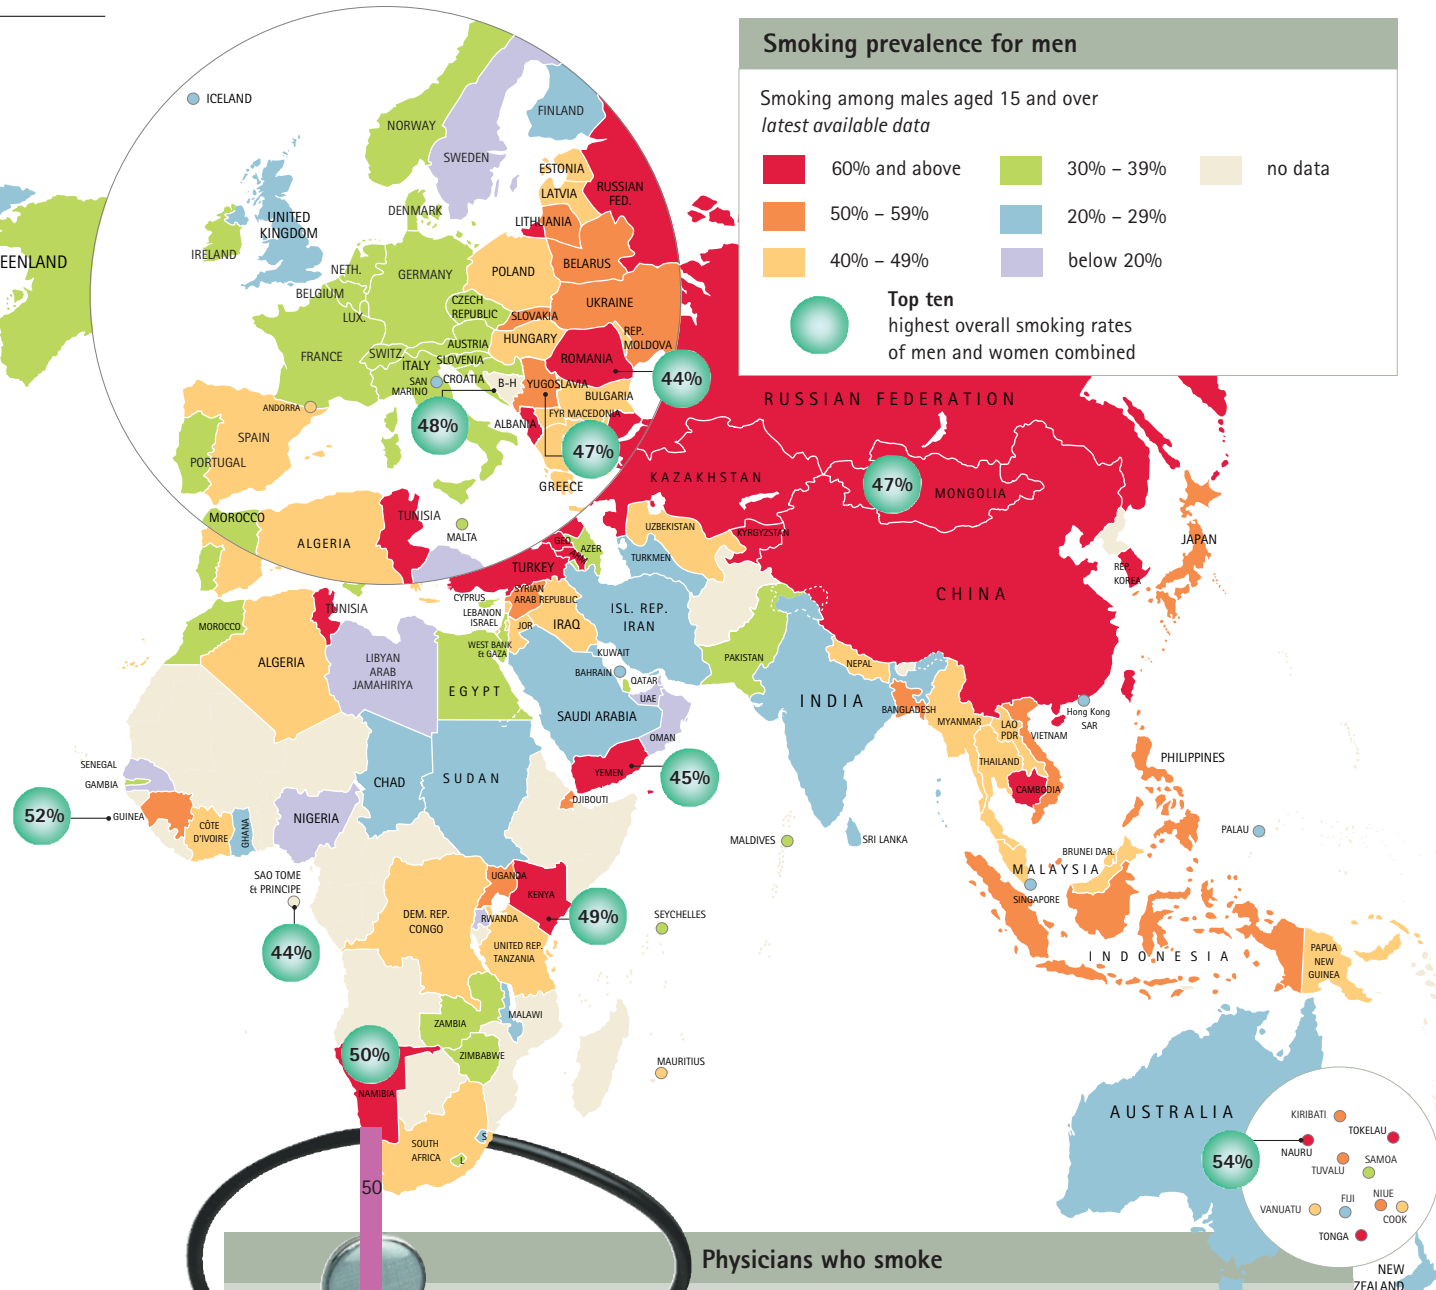 Smoking prevalence for men
Smoking among males aged 15 and over
latest available data
60% and above
30% – 39%
no data
50% – 59%
20% – 29%
40% – 49%
below 20%
Top ten
highest overall smoking rates
of men and women combined
ICELAND
NORWAY
SWEDEN
FINLAND
ESTONIA
LATVIA
LITHUANIA
RUSSIAN
FED.
DENMARK
UNITED
KINGDOM
IRELAND
EENLAND
NETH.
BELGIUM
LUX.
GERMANY
POLAND
BELARUS
UKRAINE
CZECH
REPUBLIC
SLOVAKIA
AUSTRIA
HUNGARY
REP.
MOLDOVA
FRANCE
SWITZ.
ITALY
SLOVENIA
ROMANIA
SAN
MARINO
CROATIA
B-H
YUGOSLAVIA
BULGARIA
44%
ANDORRA
FYR MACEDONIA
ALBANIA
48%
47%
SPAIN
PORTUGAL
GREECE
MOROCCO
ALGERIA
TUNISIA
MALTA
RUSSIAN FEDERATION
KAZAKHSTAN
47%
MONGOLIA
UZBEKISTAN
KYRGYZSTAN
TURKMEN
GEO
ARM
AZER
TURKEY
JAPAN
REP.
KOREA
CHINA
CYPRUS
SYRIAN
ARAB REPUBLIC
LEBANON
ISRAEL
JOR
IRAQ
ISL. REP.
IRAN
WEST BANK
& GAZA
KUWAIT
BAHRAIN
QATAR
UAE
OMAN
SAUDI ARABIA
YEMEN
45%
DJIBOUTI
PAKISTAN
NEPAL
INDIA
BANGLADESH
MYANMAR
LAO
PDR
VIETNAM
THAILAND
CAMBODIA
Hong Kong
SAR
PHILIPPINES
PALAU
MALDIVES
SRI LANKA
BRUNEI DAR.
MALAYSIA
SINGAPORE
INDONESIA
PAPUA
NEW
GUINEA
MOROCCO
TUNISIA
ALGERIA
LIBYAN
ARAB
JAMAHIRIYA
EGYPT
SENEGAL
GAMBIA
52%
GUINEA
CÔTE
D'IVOIRE
GHANA
NIGERIA
CHAD
SUDAN
SAO TOME
& PRINCIPE
44%
UGANDA
KENYA
49%
RWANDA
DEM. REP.
CONGO
UNITED REP.
TANZANIA
SEYCHELLES
MALAWI
ZAMBIA
ZIMBABWE
MAURITIUS
50%
NAMIBIA
SOUTH
AFRICA
S
L
50
AUSTRALIA
KIRIBATI
TOKELAU
NAURU
54%
TUVALU
SAMOA
VANUATU
FIJI
NIUE
COOK
TONGA
NEW
ZEALAND
Physicians who smoke